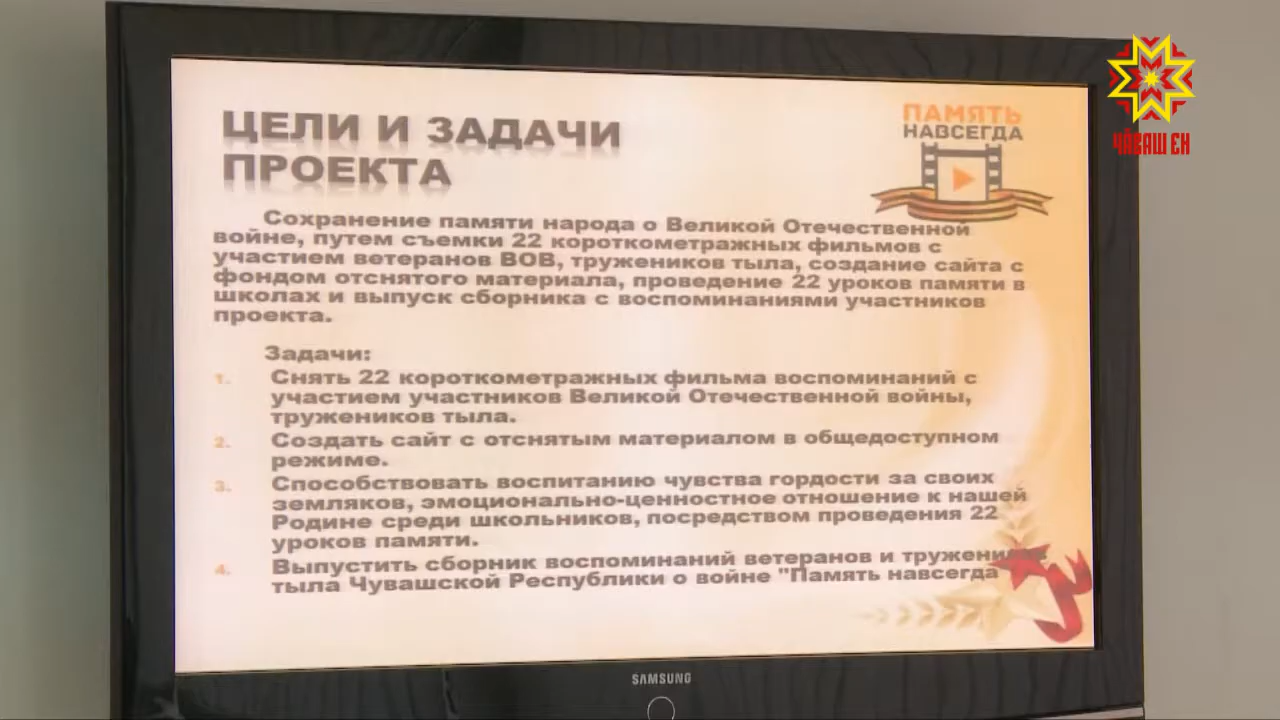 ЦЕЛИ И ЗАДАЧИ
ПРОЕКТА
ПАМЯТЬ
НАВСЕГДА
ЧӐВАШ ЕН
Сохранение памяти народа о Великой Отечественной
войне, путем съемки 22 короткометражных фильмов с
участием ветеранов ВОВ, тружеников тыла, создание сайта с
фондом отснятого материала, проведение 22 уроков памяти в
школах и выпуск сборника с воспоминаниями участников
проекта.
Задачи:
1. Снять 22 короткометражных фильма воспоминаний с
участием участников Великой Отечественной войны,
тружеников тыла.
2. Создать сайт с отснятым материалом в общедоступном
режиме.
3. Способствовать воспитанию чувства гордости за своих
земляков, эмоционально-ценностное отношение к нашей
Родине среди школьников, посредством проведения 22
уроков памяти.
4. Выпустить сборник воспоминаний ветеранов и тружеников
тыла Чувашской Республики о войне "Память навсегда
SAMSUNG